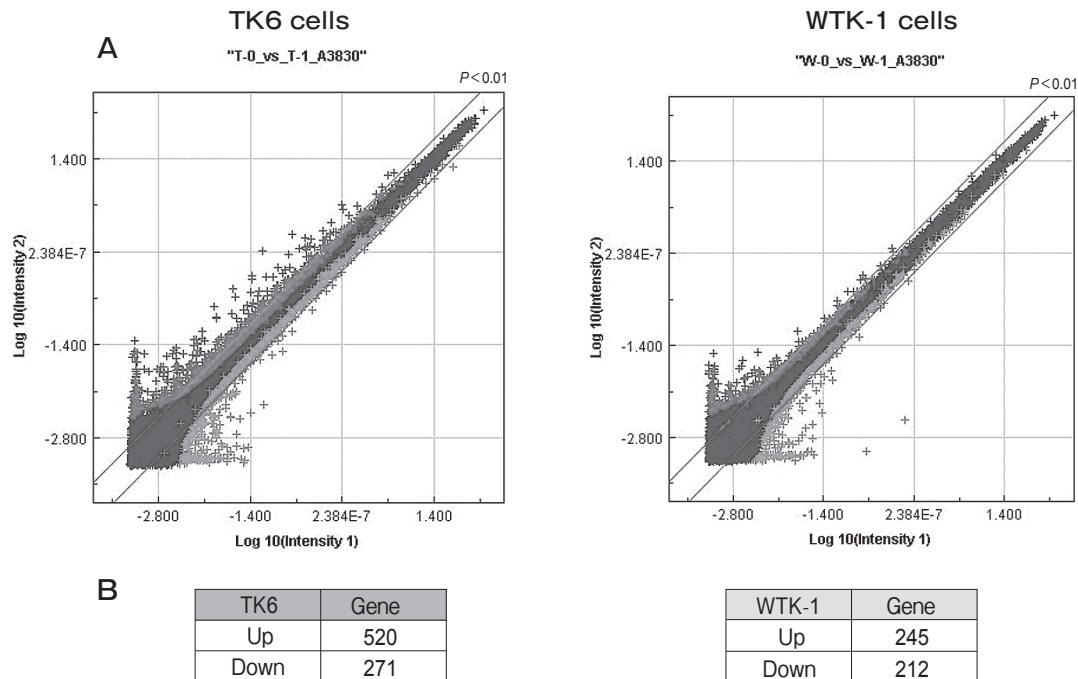 TK6 cells
WTK-1 cells
A
"T-0_vs_T-1_A3830"
"W-0_vs_W-1_A3830"
P<0.01
P<0.01
1.400
2.384E-7
-1.400
-2.800
Log 10(Intensity 2)
-2.800
-1.400
2.384E-7
1.400
Log 10(Intensity 1)
1.400
2.384E-7
-1.400
-2.800
Log 10(Intensity 2)
-2.800
-1.400
2.384E-7
1.400
Log 10(Intensity 1)
B
TK6 Gene
Up 520
Down 271
WTK-1 Gene
Up 245
Down 212